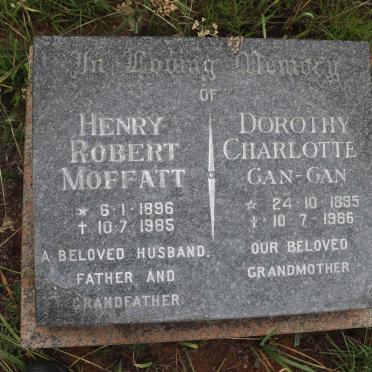 In Loving Memory
OF
HENRY
ROBERT
MOFFATT
* 6·1·1896
† 10·7·1985
A BELOVED HUSBAND,
FATHER AND
GRANDFATHER.
DOROTHY
CHARLOTTE
GAN-GAN
* 24·10·1895
† 10·7·1986
OUR BELOVED
GRANDMOTHER